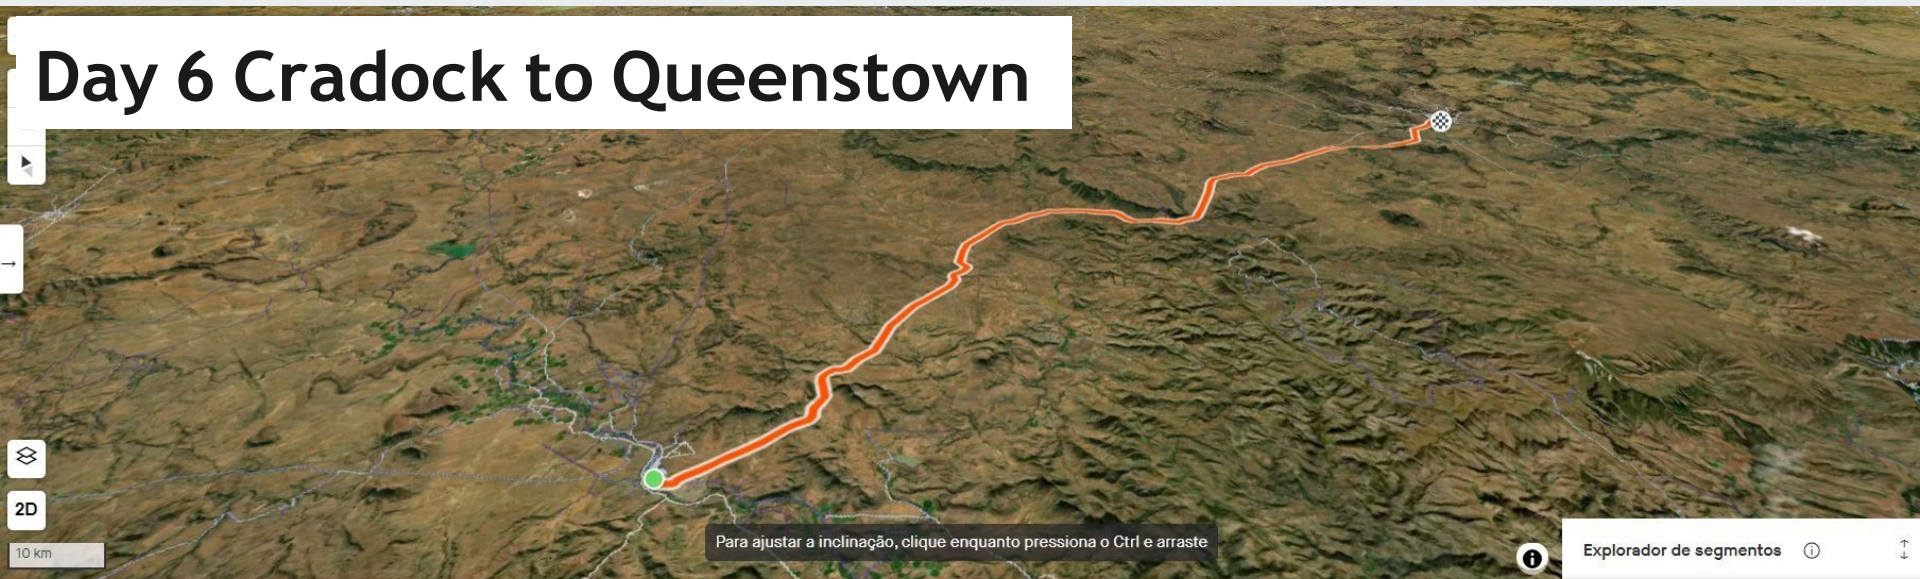 Day 6 Cradock to Queenstown
2D
10 km
Para ajustar a inclinação, clique enquanto pressiona o Ctrl e arraste
Explorador de segmentos